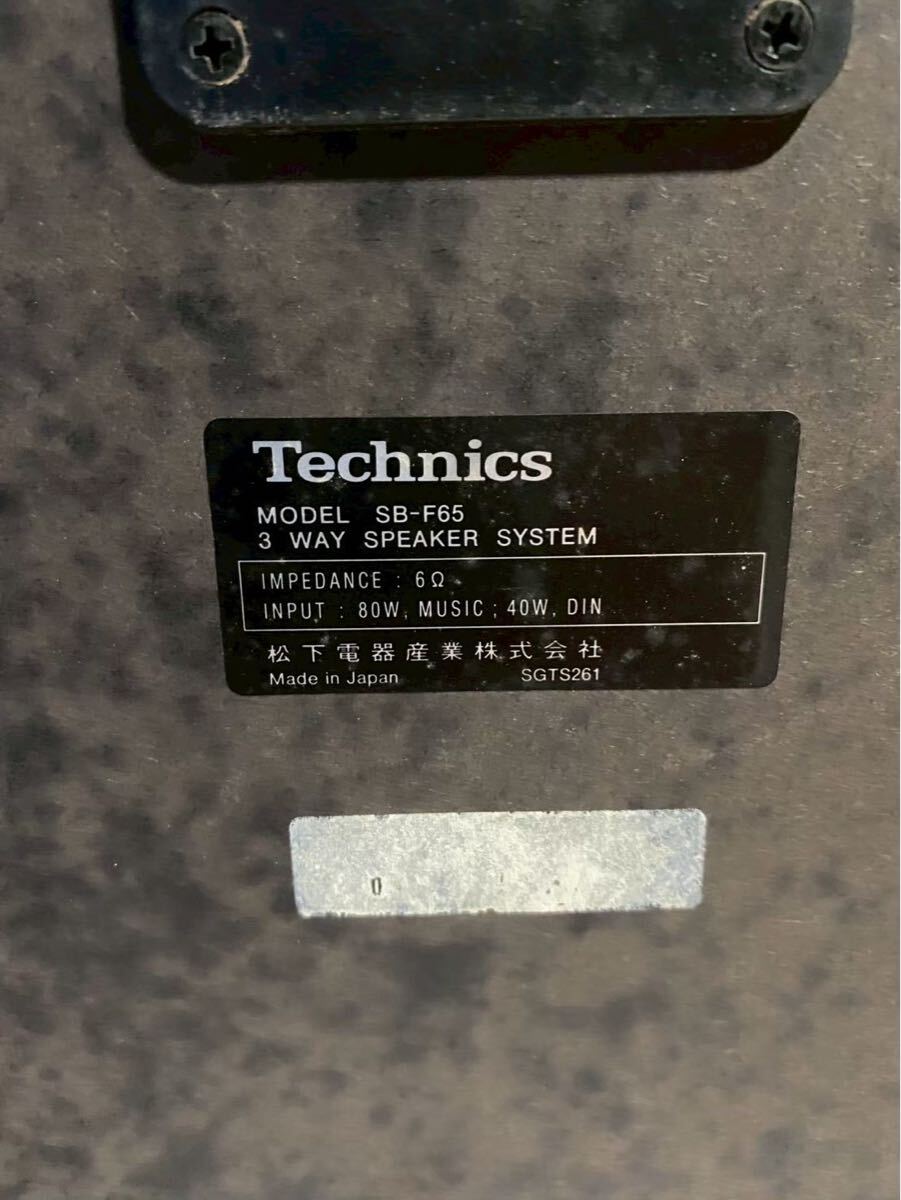 Technics
MODEL SB-F65
3 WAY SPEAKER SYSTEM
IMPEDANCE : 6Ω
INPUT : 80W, MUSIC ; 40W, DIN
松下電器産業株式会社
Made in Japan SGTS261
0